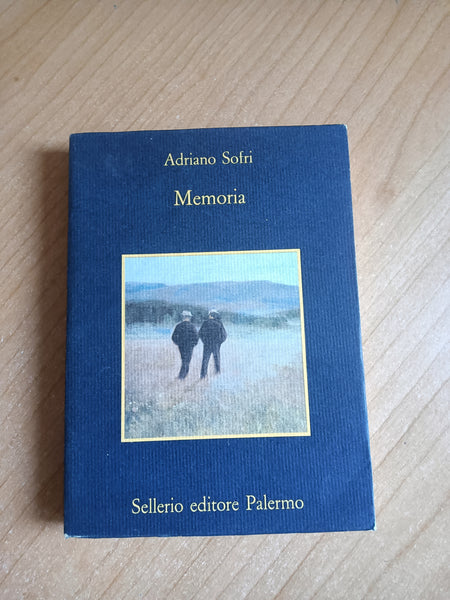 Adriano Sofri
Memoria
Sellerio editore Palermo